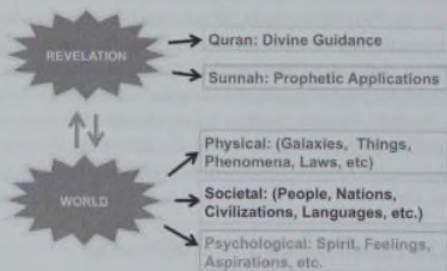 REVELATION
Quran: Divine Guidance
Sunnah: Prophetic Applications
Physical: (Galaxies, Things,
Phenomena, Laws, etc)
WORLD
Societal: (People, Nations,
Civilizations, Languages, etc.)
Psychological: Spirit, Feelings,
Aspirations, etc.